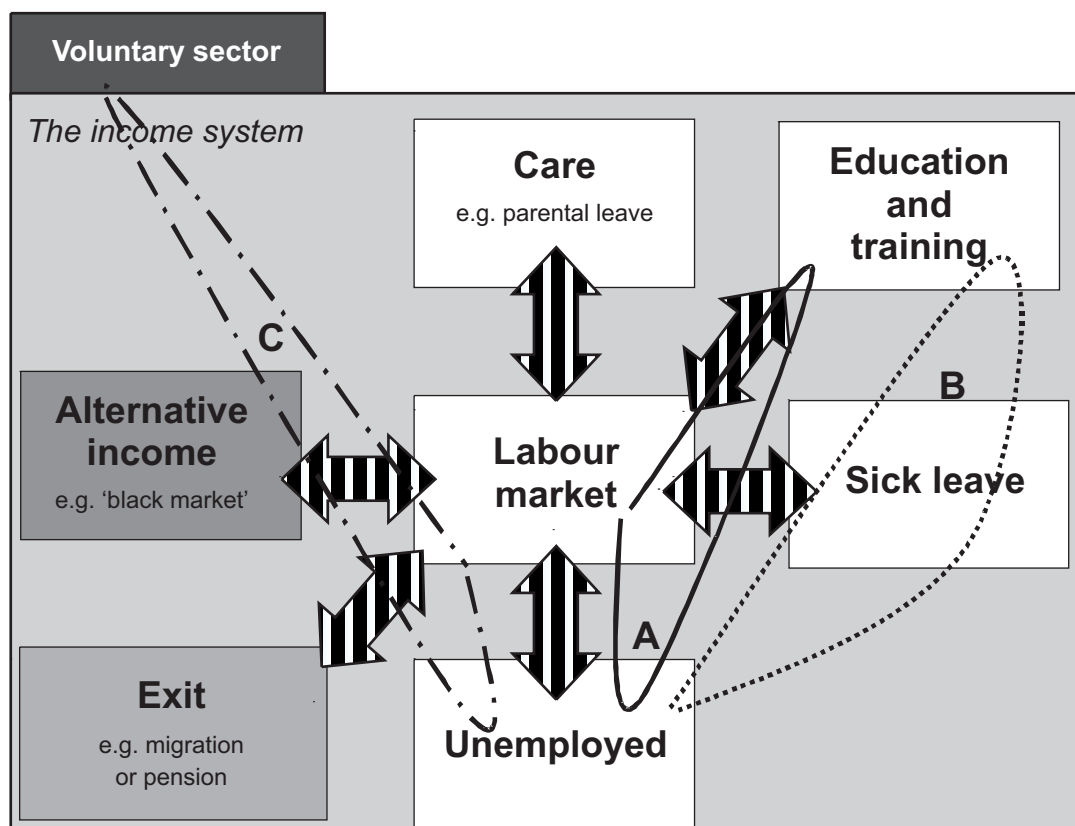 Voluntary sector
The income system
Care
e.g. parental leave
Education
and
training
C
B
Alternative
income
e.g. ‘black market’
Labour
market
Sick leave
A
Exit
e.g. migration
or pension
Unemployed